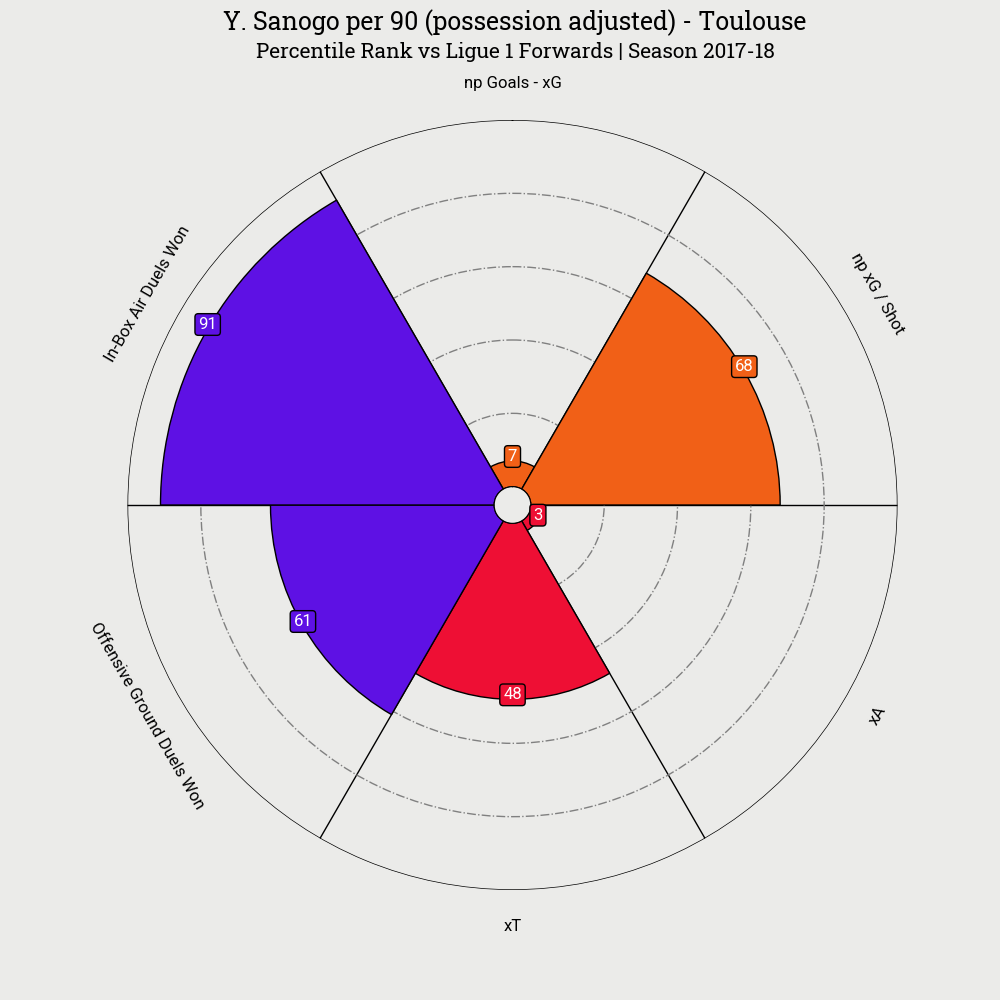 Y. Sanogo per 90 (possession adjusted) - Toulouse
Percentile Rank vs Ligue 1 Forwards | Season 2017-18
np Goals - xG
In-Box Air Duels Won
np xG / Shot
91
68
7
3
61
48
Offensive Ground Duels Won
xA
xT